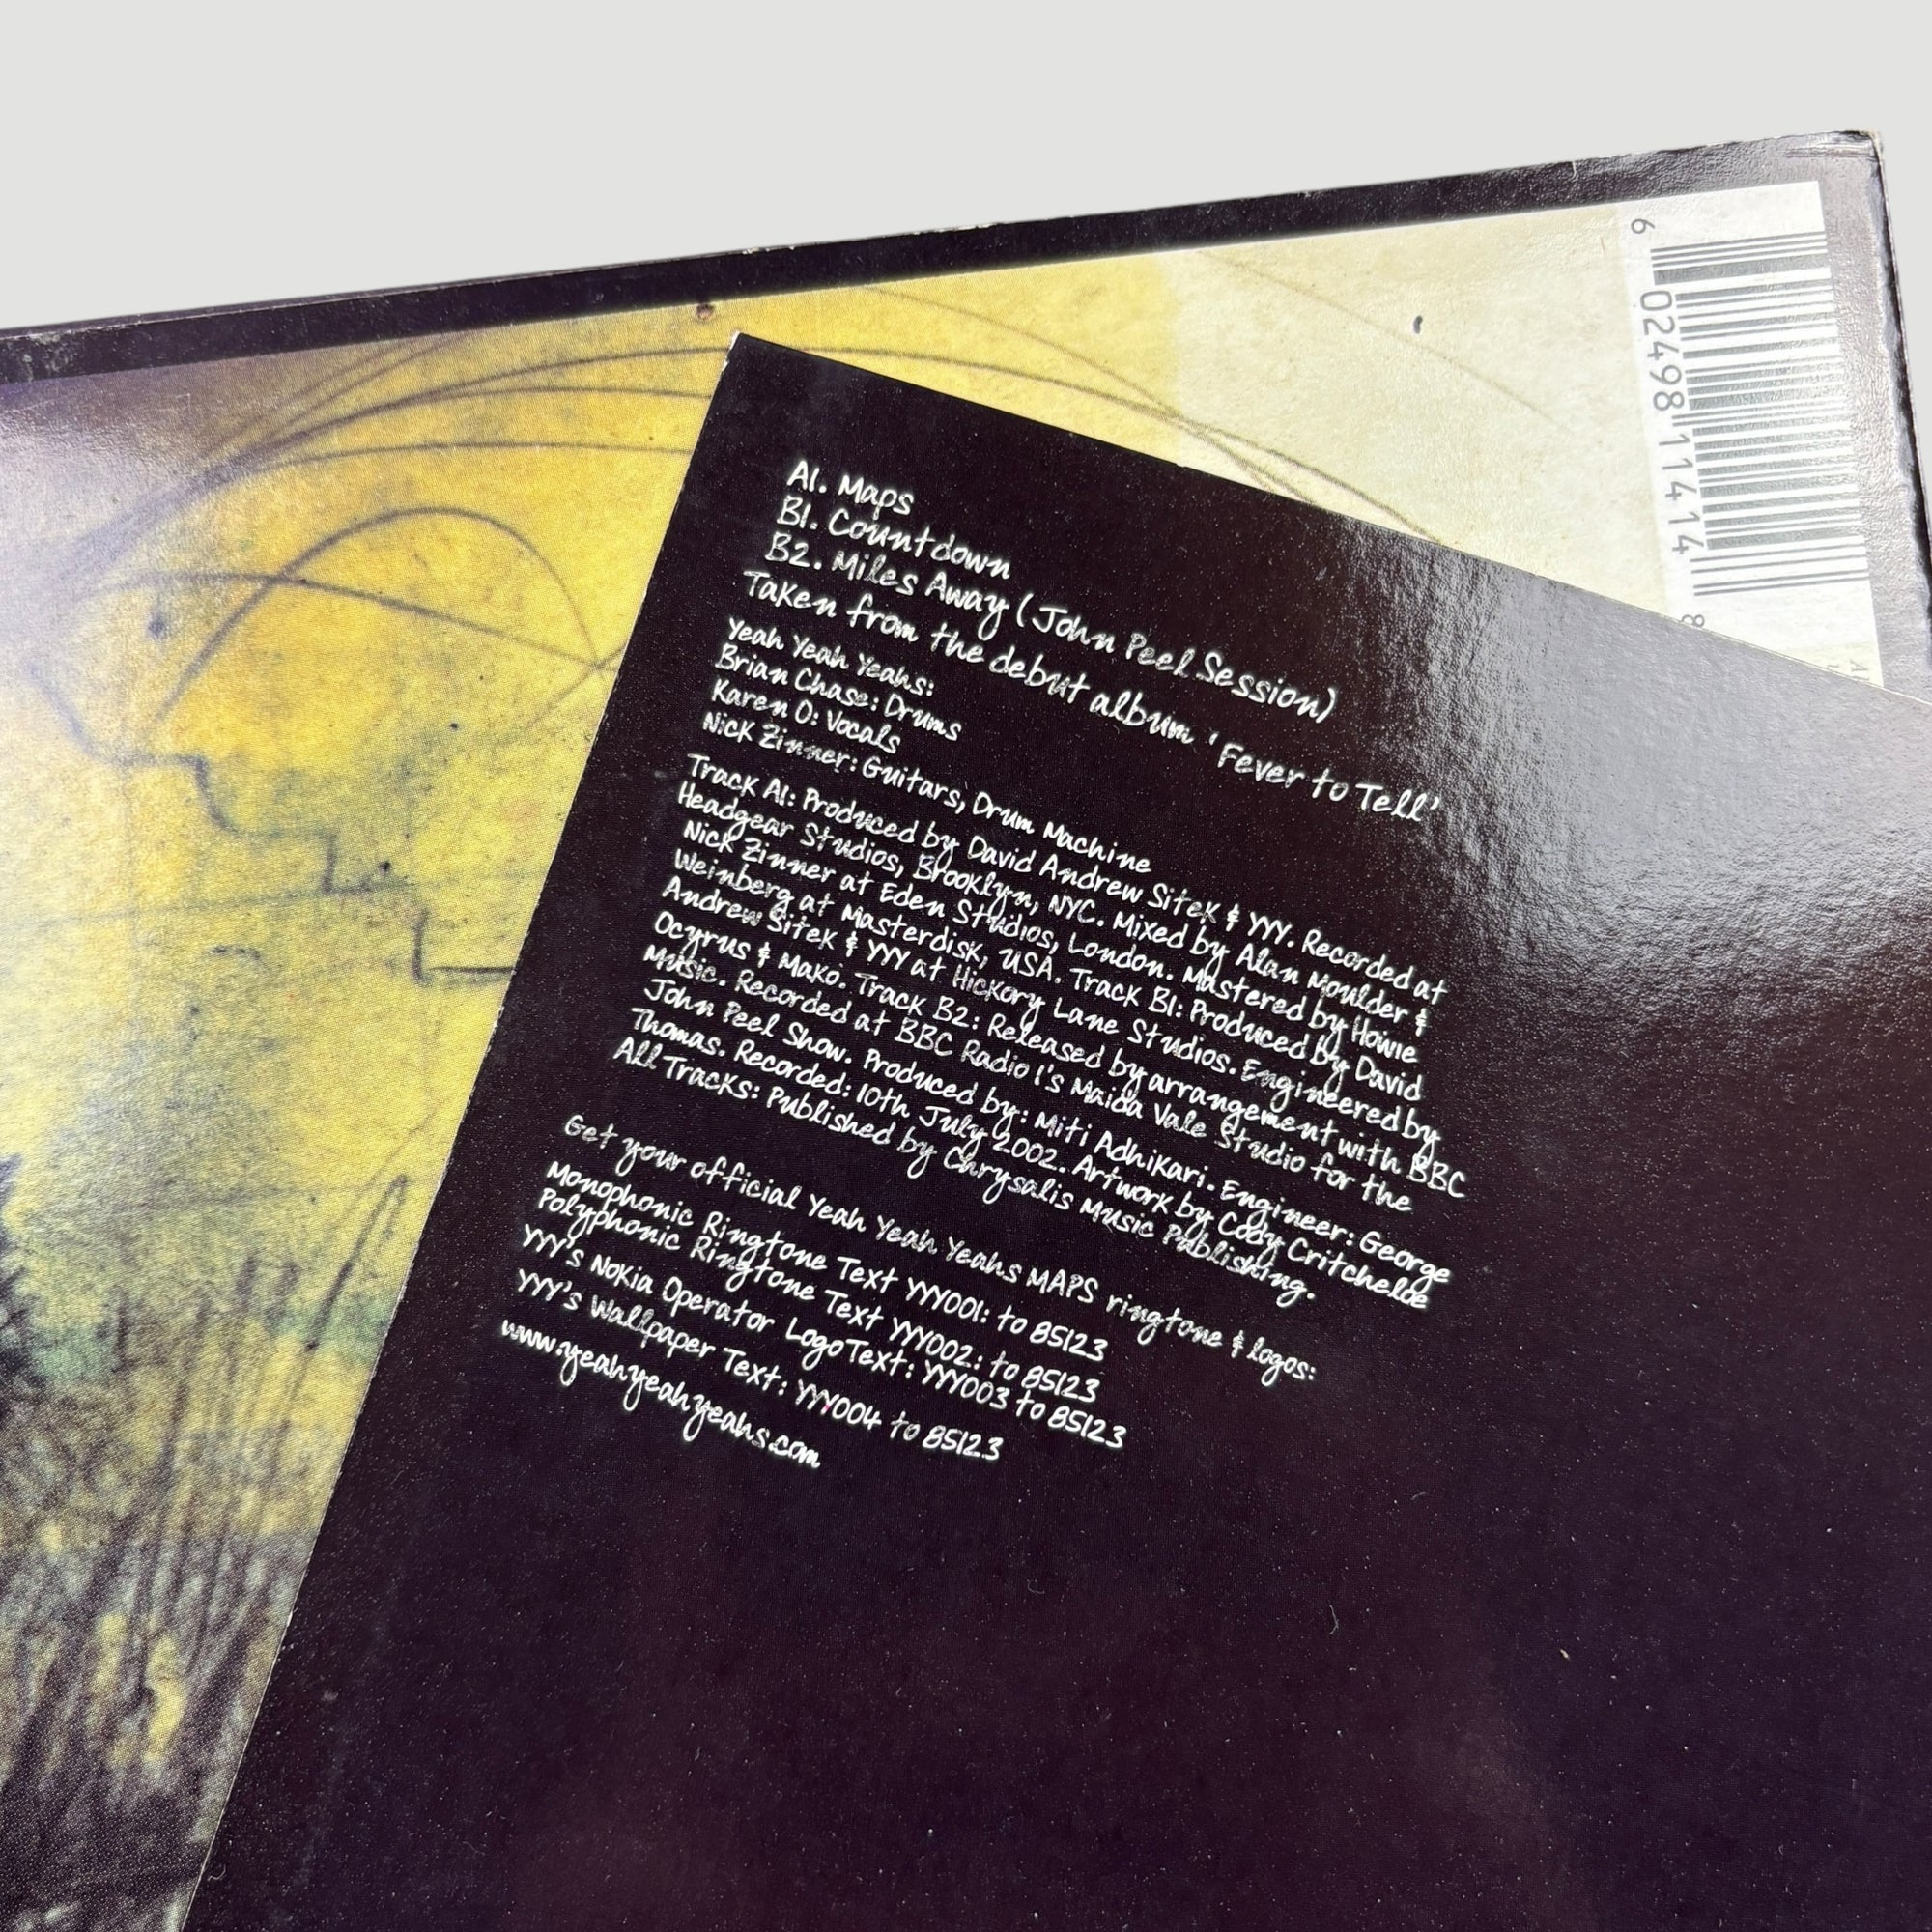 A1. Maps
B1. Countdown
B2. Miles Away (John Peel Session)
Taken from the debut album 'Fever to Tell'
Yeah Yeah Yeahs:
Brian Chase: Drums
Karen O: Vocals
Nick Zinner: Guitars, Drum Machine
Track A1: Produced by David Andrew Sitek & YYY. Recorded at
Headgear Studios, Brooklyn, NYC. Mixed by Alan Moulder &
Nick Zinner at Eden Studios, London. Mastered by Howie
Weinberg at Masterdisk, USA. Track B1: Produced by David
Andrew Sitek & YYY at Hickory Lane Studios. Engineered by
Ocyrus & Mako. Track B2: Released by arrangement with BBC
Music. Recorded at BBC Radio 1's Maida Vale Studio for the
John Peel Show. Produced by: Miti Adhikari. Engineer: George
Thomas. Recorded: 10th July 2002. Artwork by Cody Critcheloe
All Tracks: Published by Chrysalis Music Publishing.
Get your official Yeah Yeah Yeahs MAPS ringtone & logos:
Monophonic Ringtone Text YYY001: to 85123
Polyphonic Ringtone Text YYY002: to 85123
YYY's Nokia Operator Logo Text: YYY003 to 85123
YYY's Wallpaper Text: YYY004 to 85123
www.yeahyeahyeahs.com
6 02498 11414 8